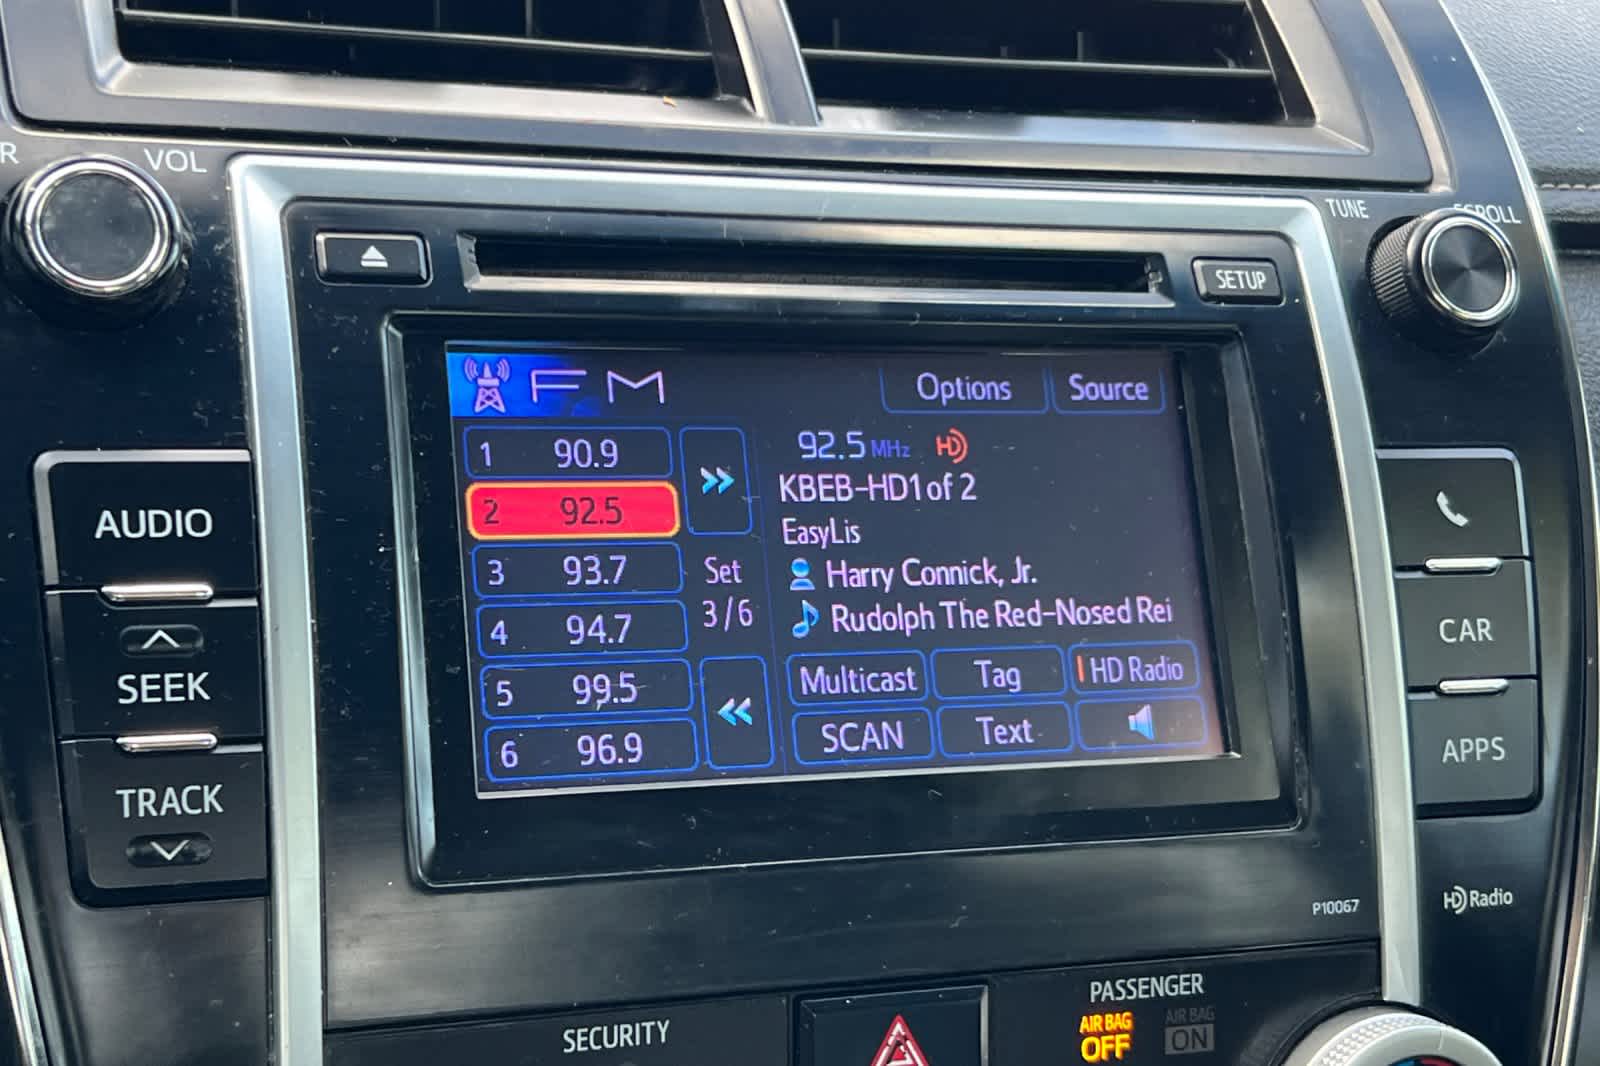 R
VOL
TUNE
SCROLL
SETUP
FM
Options
Source
1 90.9
2 92.5
3 93.7
4 94.7
5 99.5
6 96.9
Set
3/6
92.5 MHz HD
KBEB-HD1 of 2
EasyLis
Harry Connick, Jr.
Rudolph The Red-Nosed Rei
Multicast
Tag
HD Radio
SCAN
Text
AUDIO
SEEK
TRACK
CAR
APPS
HD Radio
P10067
SECURITY
PASSENGER
AIR BAG
OFF
AIR BAG
ON